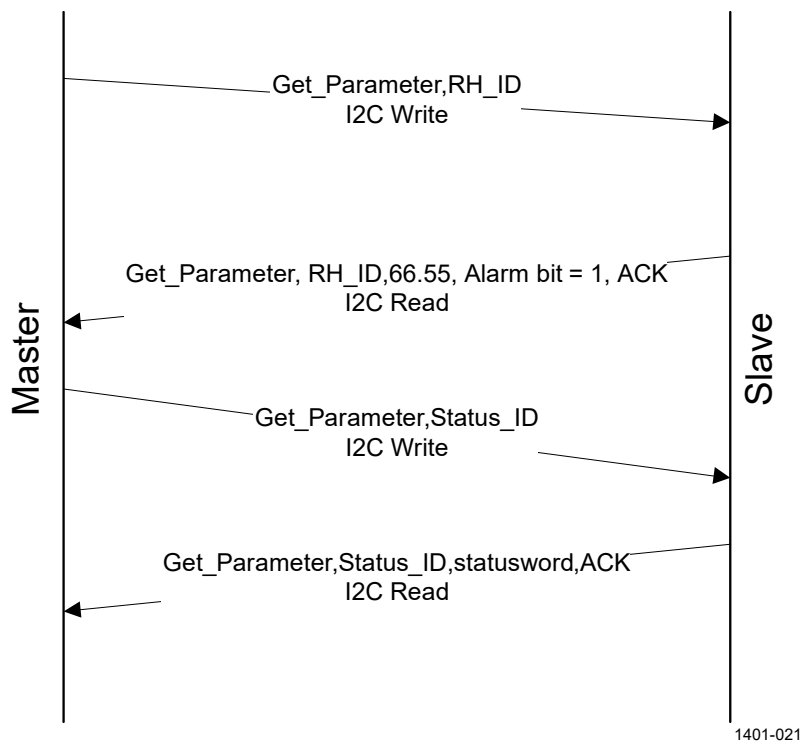 Get_Parameter,RH_ID
I2C Write
Get_Parameter, RH_ID,66.55, Alarm bit = 1, ACK
I2C Read
Master
Slave
Get_Parameter,Status_ID
I2C Write
Get_Parameter,Status_ID,statusword,ACK
I2C Read
1401-021